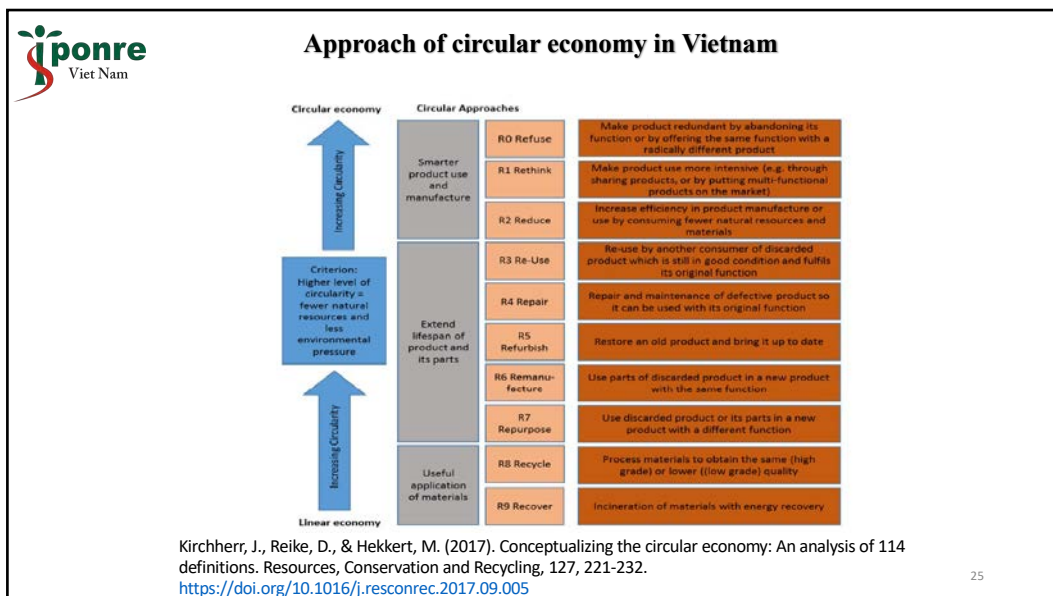 iponre
Viet Nam
Approach of circular economy in Vietnam
Circular economy
Circular Approaches
Increasing Circularity
Criterion:
Higher level of
circularity =
fewer natural
resources and
less
environmental
pressure
Increasing Circularity
Linear economy
Smarter
product use
and
manufacture
R0 Refuse
Make product redundant by abandoning its
function or by offering the same function with a
radically different product
R1 Rethink
Make product use more intensive (e.g. through
sharing products, or by putting multi-functional
products on the market)
R2 Reduce
Increase efficiency in product manufacture or
use by consuming fewer natural resources and
materials
Extend
lifespan of
product and
its parts
R3 Re-Use
Re-use by another consumer of discarded
product which is still in good condition and fulfils
its original function
R4 Repair
Repair and maintenance of defective product so
it can be used with its original function
R5
Refurbish
Restore an old product and bring it up to date
R6 Remanu-
facture
Use parts of discarded product in a new product
with the same function
R7
Repurpose
Use discarded product or its parts in a new
product with a different function
Useful
application
of materials
R8 Recycle
Process materials to obtain the same (high
grade) or lower ((low grade) quality
R9 Recover
Incineration of materials with energy recovery
Kirchherr, J., Reike, D., & Hekkert, M. (2017). Conceptualizing the circular economy: An analysis of 114
definitions. Resources, Conservation and Recycling, 127, 221-232.
https://doi.org/10.1016/j.resconrec.2017.09.005
25